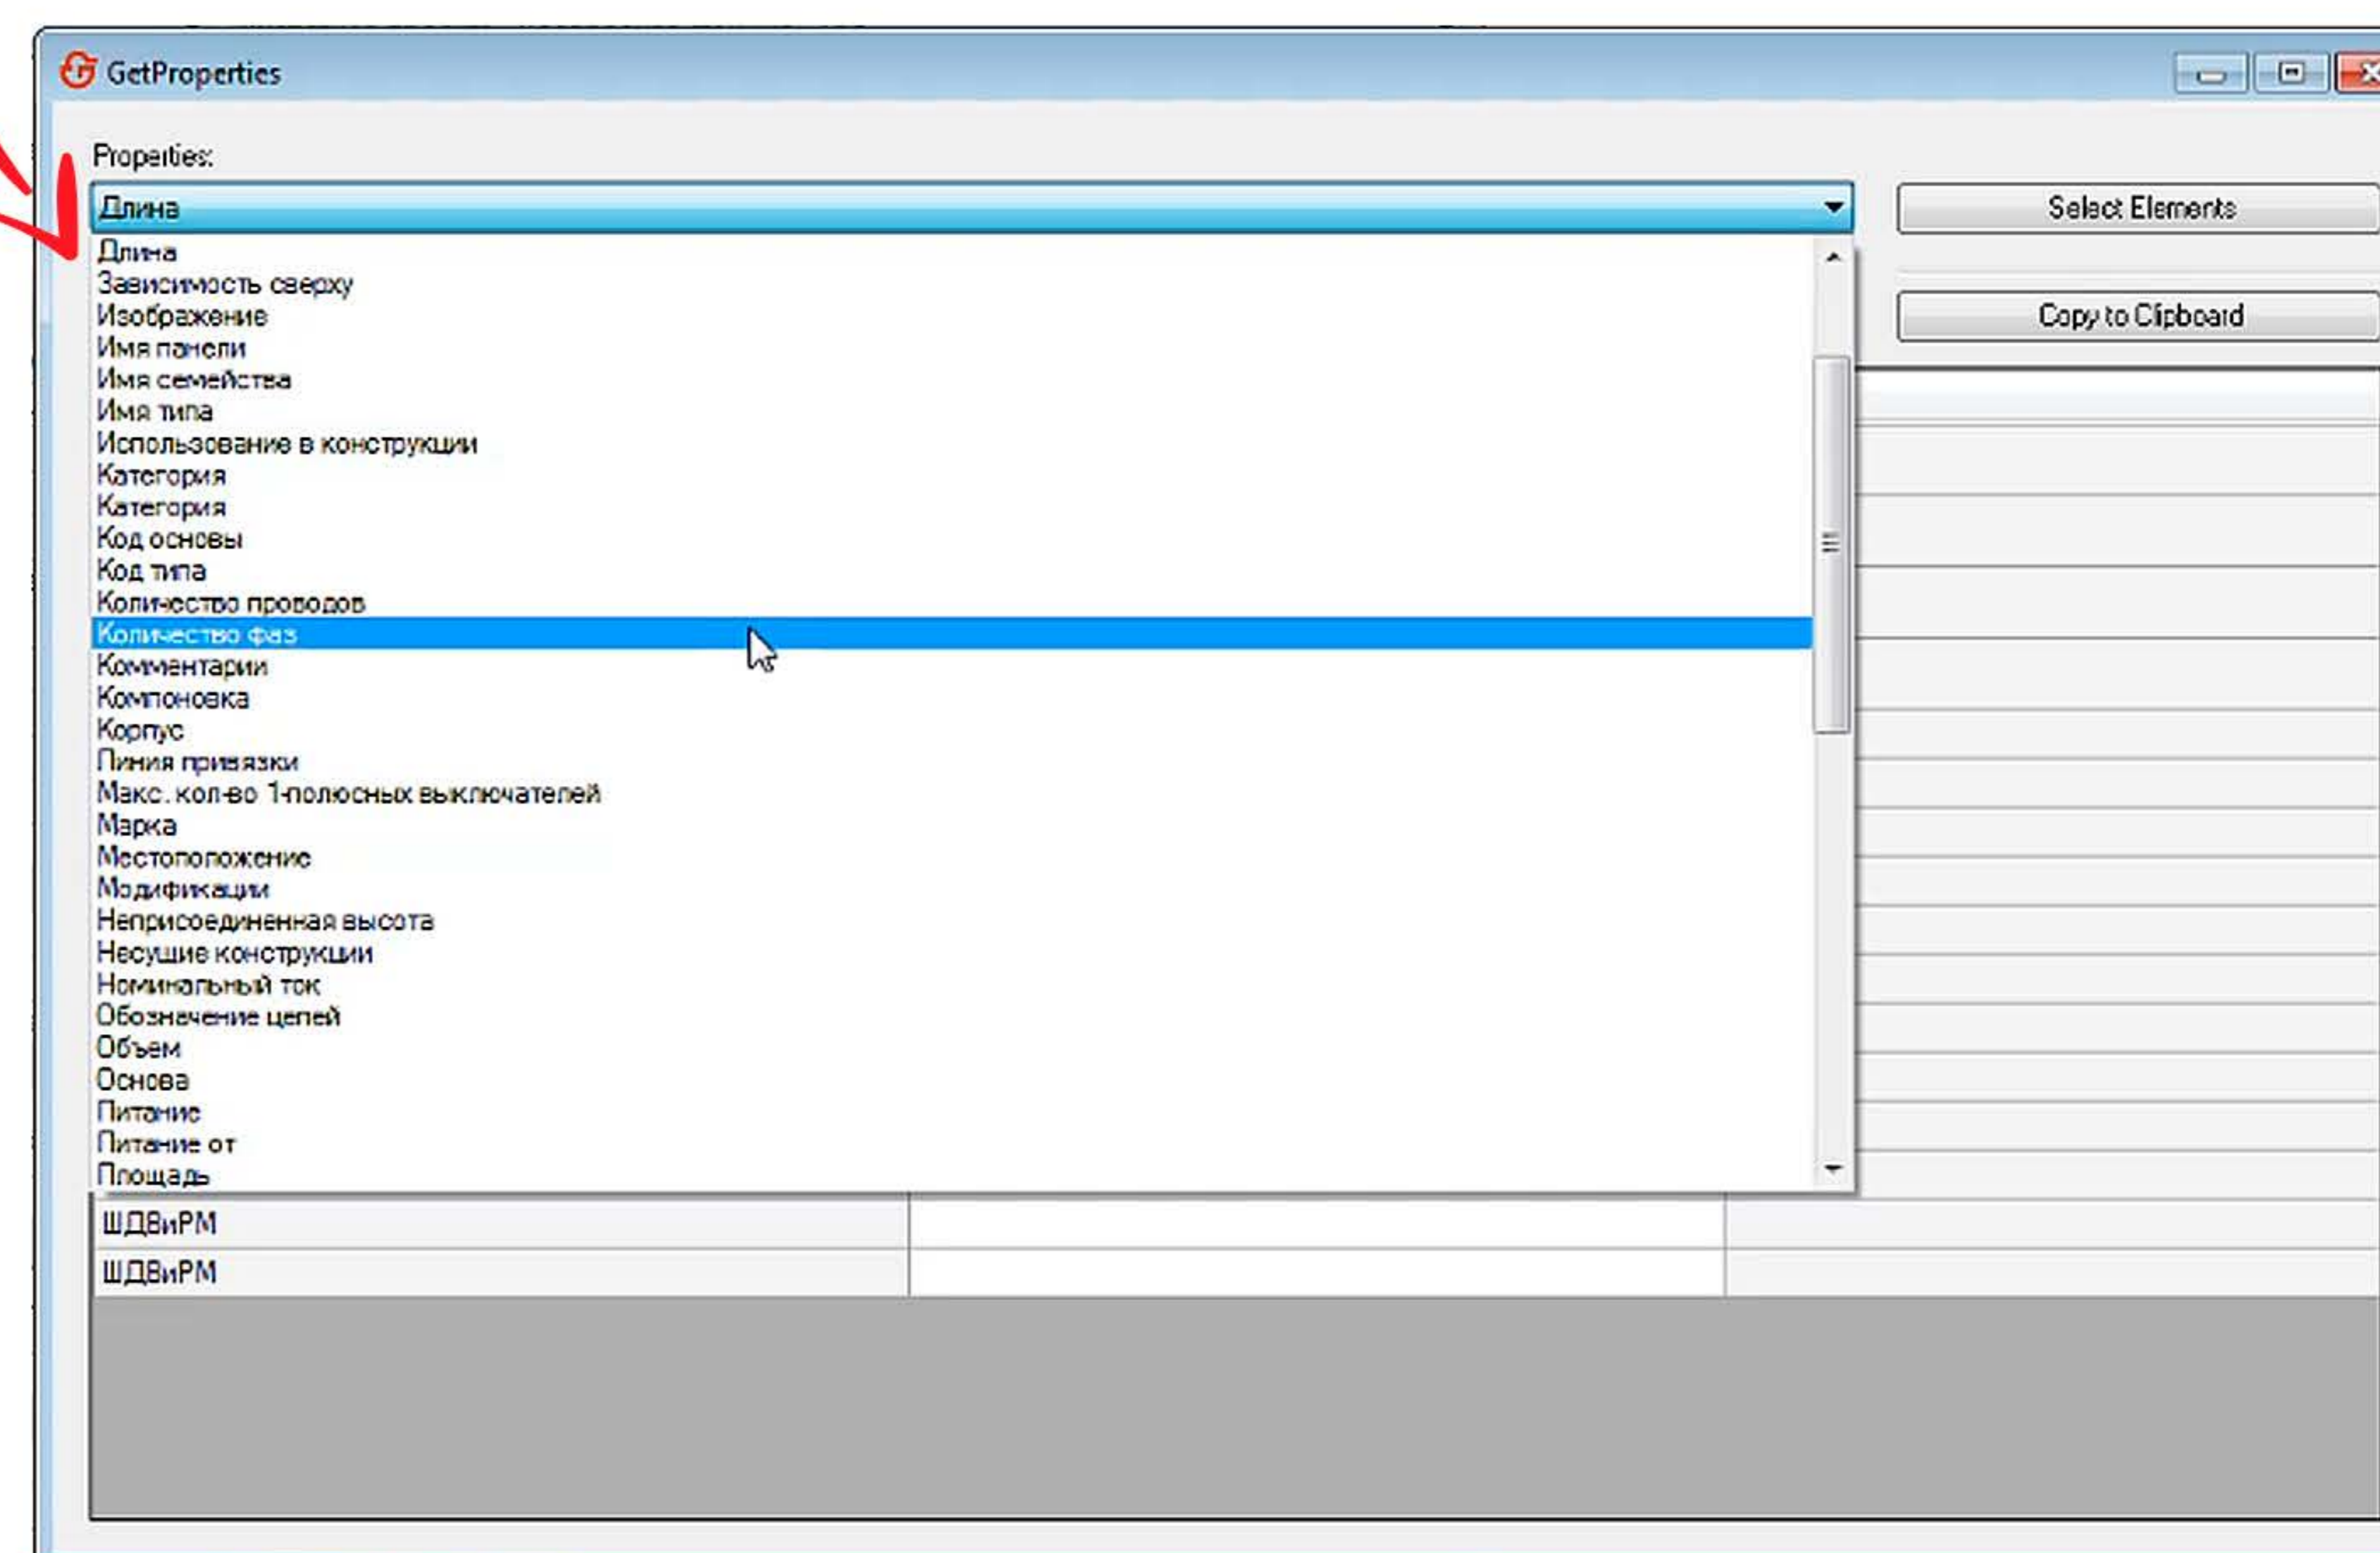 GetProperties
Properties:
Длина
Select Elements
Длина
Зависимость сверху
Изображение
Copy to Clipboard
Имя панели
Имя семейства
Имя типа
Использование в конструкции
Категория
Категория
Код основы
Код типа
Количество проводов
Количество фаз
Комментарии
Компоновка
Корпус
Линия привязки
Макс. кол-во 1-полюсных выключателей
Марка
Местоположение
Модификации
Неприсоединенная высота
Несущие конструкции
Номинальный ток
Обозначение цепей
Объем
Основа
Питание
Питание от
Площадь
ШДВиРМ
ШДВиРМ